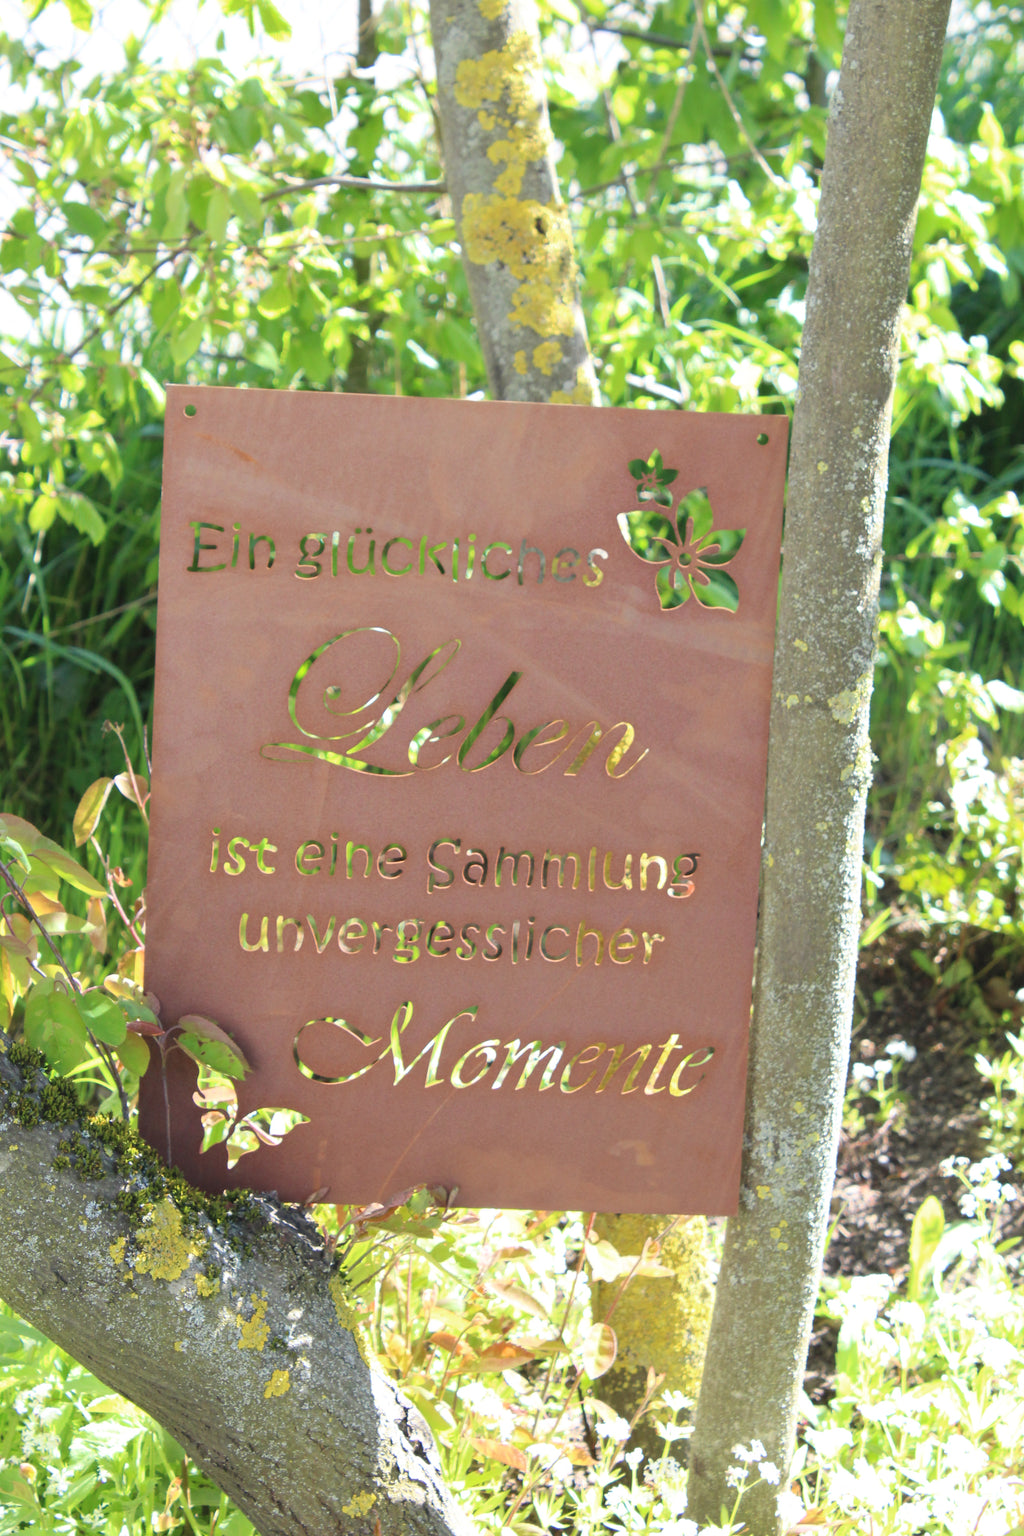 Ein glückliches
Leben
ist eine Sammlung
unvergesslicher
Momente